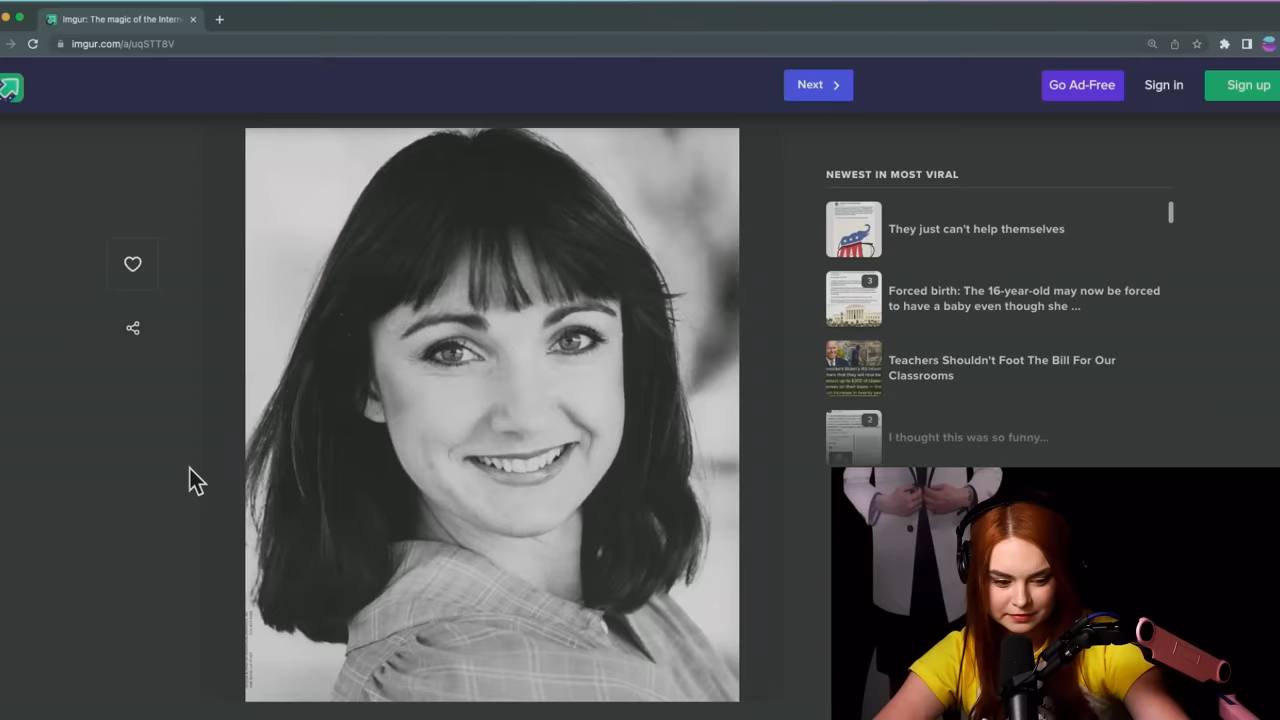 Imgur: The magic of the Intern
imgur.com/a/uqSTT8V
Next
Go Ad-Free
Sign in
Sign up
NEWEST IN MOST VIRAL
They just can't help themselves
3
Forced birth: The 16-year-old may now be forced
to have a baby even though she ...
Teachers Shouldn't Foot The Bill For Our
Classrooms
2
I thought this was so funny...